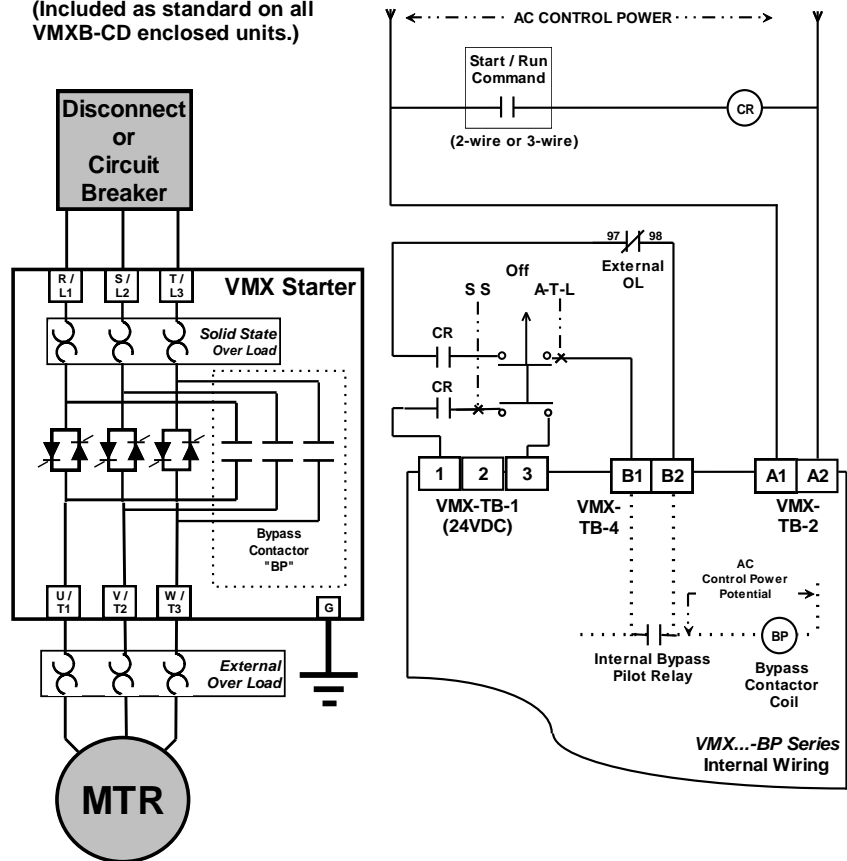 (Included as standard on all
VMXB-CD enclosed units.)
AC CONTROL POWER
Start / Run
Command
CR
(2-wire or 3-wire)
Disconnect
or
Circuit
Breaker
97 98
External
OL
Off
S S
A-T-L
CR
CR
R /
L1
S /
L2
T /
L3
VMX Starter
Solid State
Over Load
Bypass
Contactor
"BP"
U /
T1
V /
T2
W /
T3
G
External
Over Load
MTR
1 2 3
B1 B2
A1 A2
VMX-TB-1
(24VDC)
VMX-
TB-4
VMX-
TB-2
AC
Control Power
Potential
BP
Internal Bypass
Pilot Relay
Bypass
Contactor
Coil
VMX...-BP Series
Internal Wiring